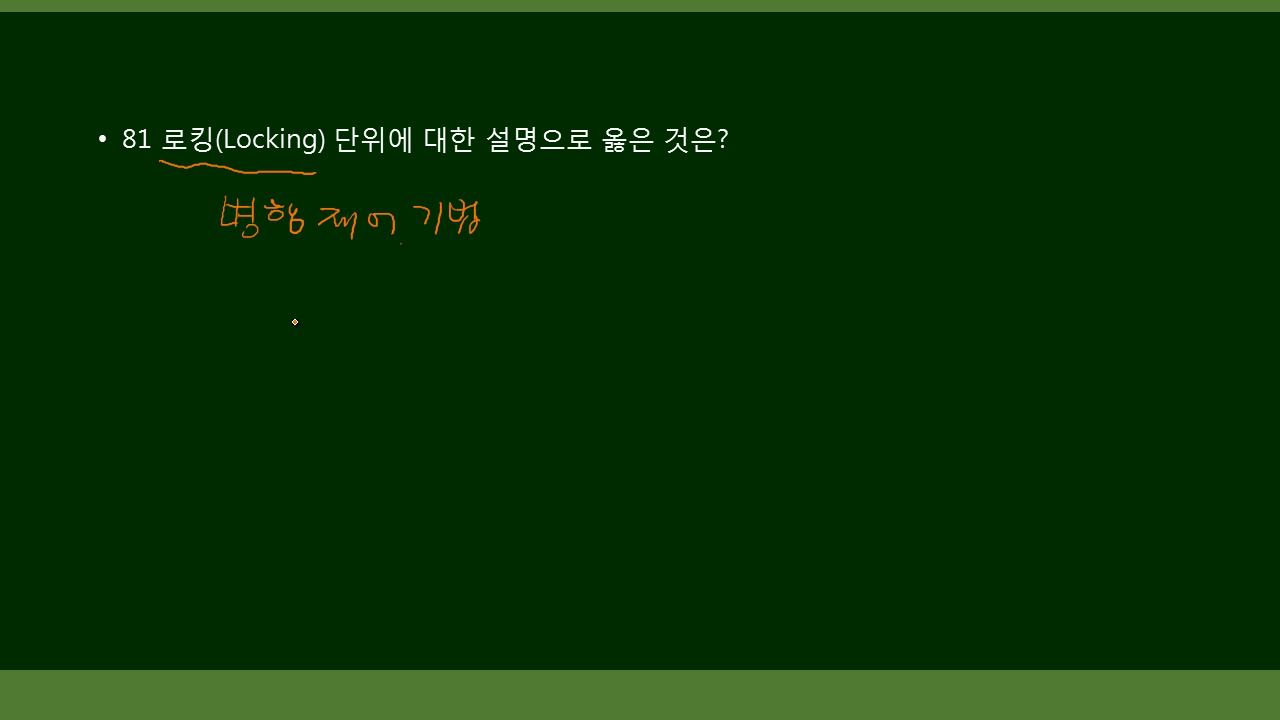 • 81 로킹(Locking) 단위에 대한 설명으로 옳은 것은?
병행 제어 기법